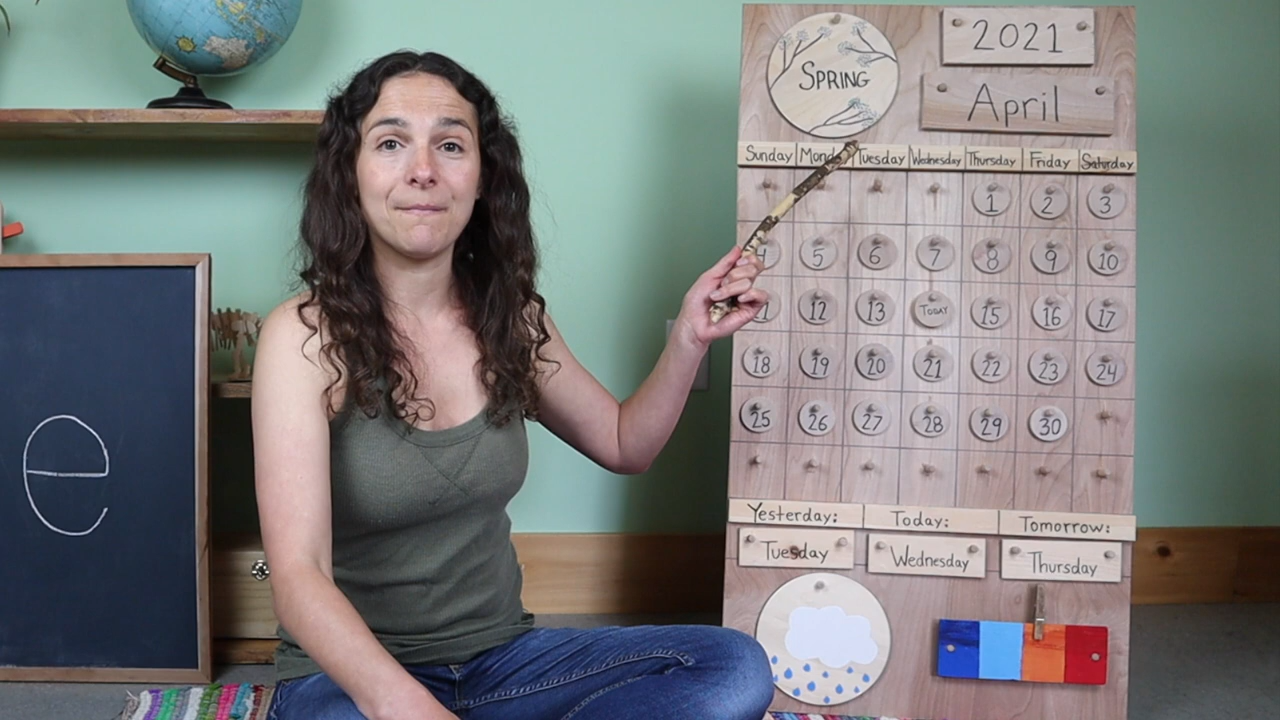 e
SPRING
2021
April
Sunday Tuesday Wednesday Thursday Friday Saturday
1 2 3
4 5 6 7 8 9 10
12 13 TODAY 15 16 17
18 19 20 21 22 23 24
25 26 27 28 29 30
Yesterday: Today: Tomorrow:
Tuesday Wednesday Thursday